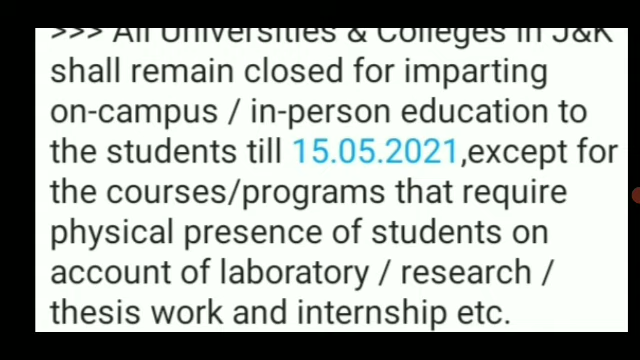 >>> All Universities & Colleges in J&K
shall remain closed for imparting
on-campus / in-person education to
the students till 15.05.2021,except for
the courses/programs that require
physical presence of students on
account of laboratory / research /
thesis work and internship etc.